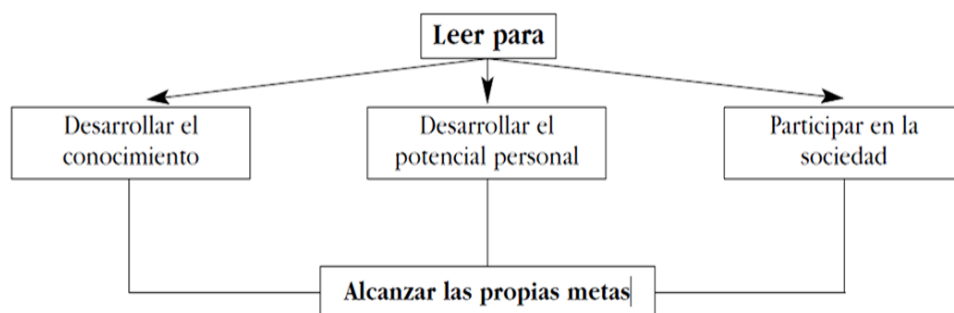 Leer para
Desarrollar el
conocimiento
Desarrollar el
potencial personal
Participar en la
sociedad
Alcanzar las propias metas